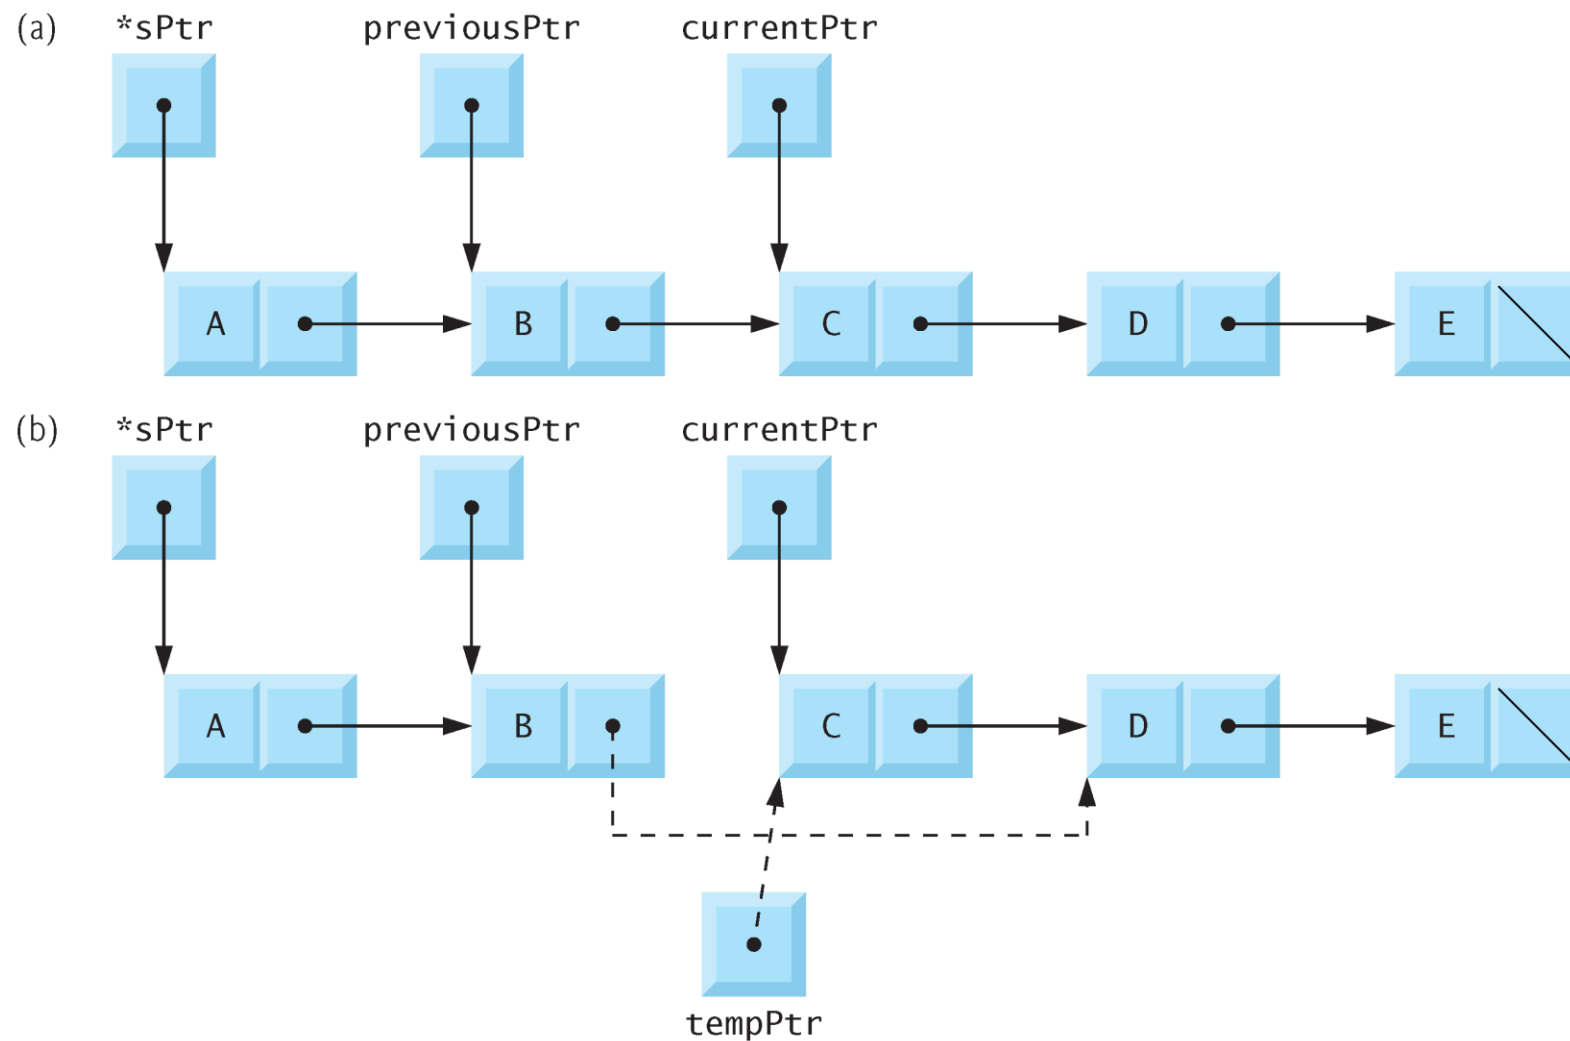 (a) *sPtr previousPtr currentPtr
A B C D E
(b) *sPtr previousPtr currentPtr
A B C D E
tempPtr